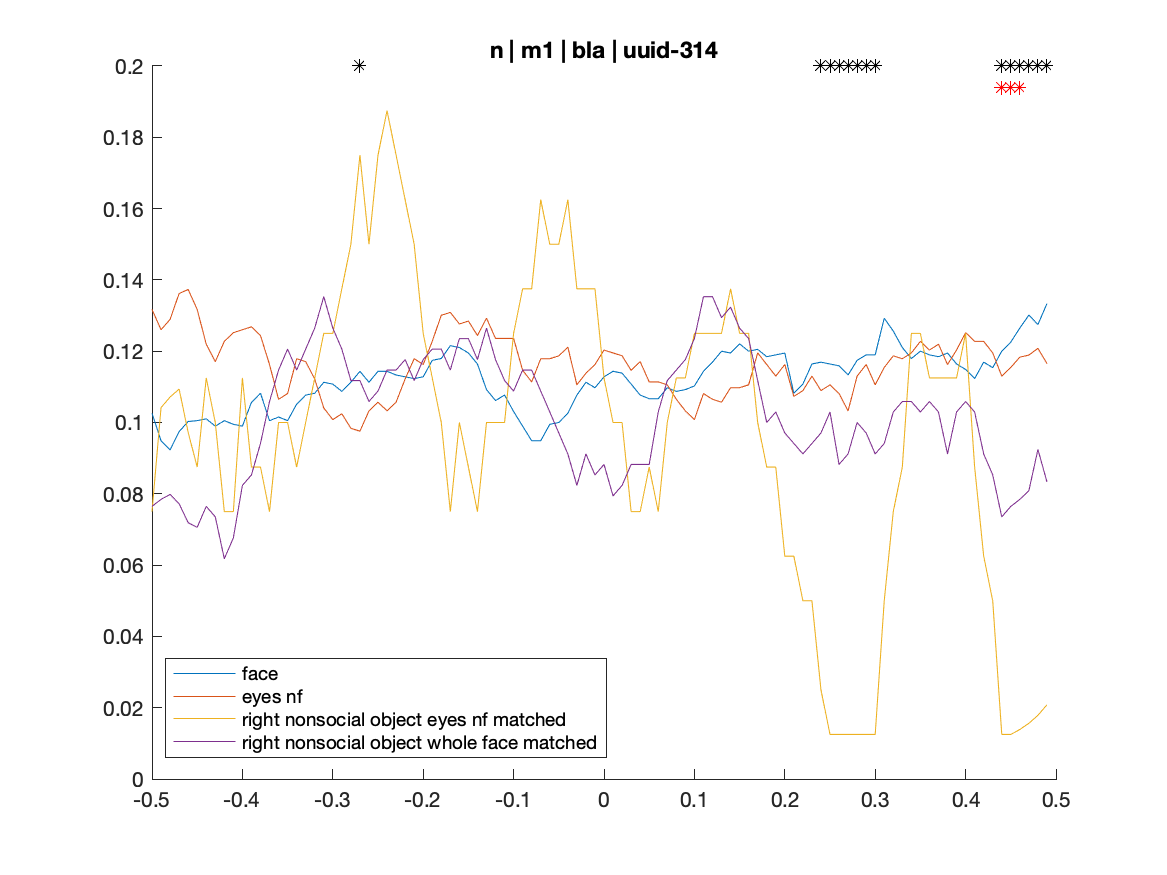 n | m1 | bla | uuid-314
0.2
0.18
0.16
0.14
0.12
0.1
0.08
0.06
0.04
0.02
0
face
eyes nf
right nonsocial object eyes nf matched
right nonsocial object whole face matched
-0.5 -0.4 -0.3 -0.2 -0.1 0 0.1 0.2 0.3 0.4 0.5